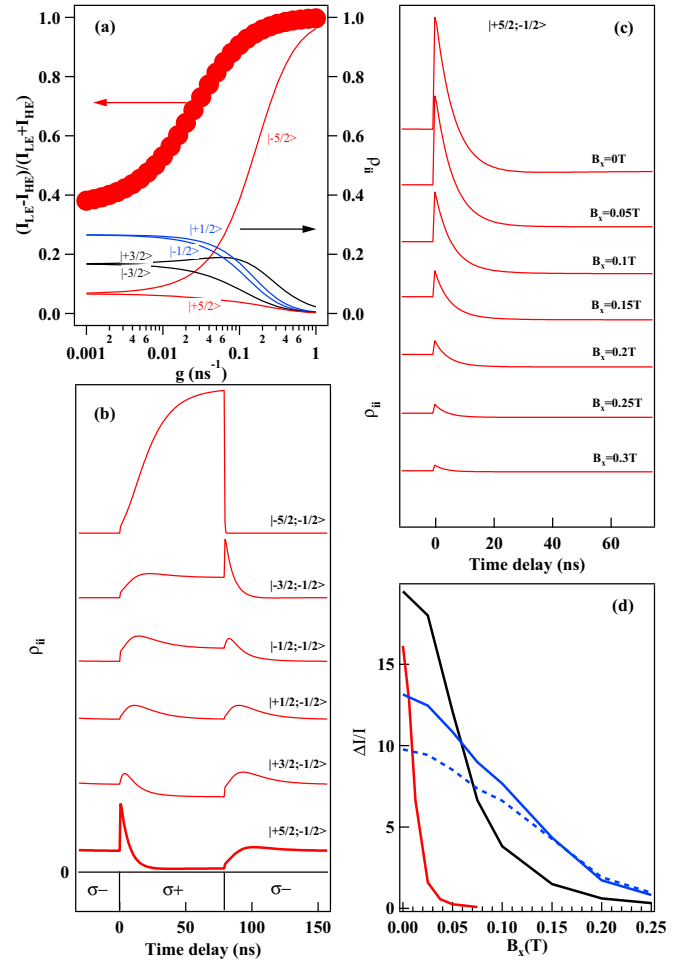 (a)
(I_LE-I_HE)/(I_LE+I_HE)
1.0
0.8
0.6
0.4
0.2
0.0
1.0
0.8
0.6
0.4
0.2
0.0
ρ_ii
|-5/2>
|+1/2>
|-1/2>
|+3/2>
|-3/2>
|+5/2>
2 4 6 2 4 6 2 4 6
0.001 0.01 0.1 1
g (ns⁻¹)
(b)
|-5/2;-1/2>
|-3/2;-1/2>
|-1/2;-1/2>
|+1/2;-1/2>
|+3/2;-1/2>
|+5/2;-1/2>
ρ_ii
0
σ− σ+ σ−
0 50 100 150
Time delay (ns)
|+5/2;-1/2>
(c)
B_x=0T
B_x=0.05T
B_x=0.1T
B_x=0.15T
B_x=0.2T
B_x=0.25T
B_x=0.3T
ρ_ii
0 20 40 60
Time delay (ns)
(d)
ΔI/I
15
10
5
0
0.00 0.05 0.10 0.15 0.20 0.25
B_x(T)